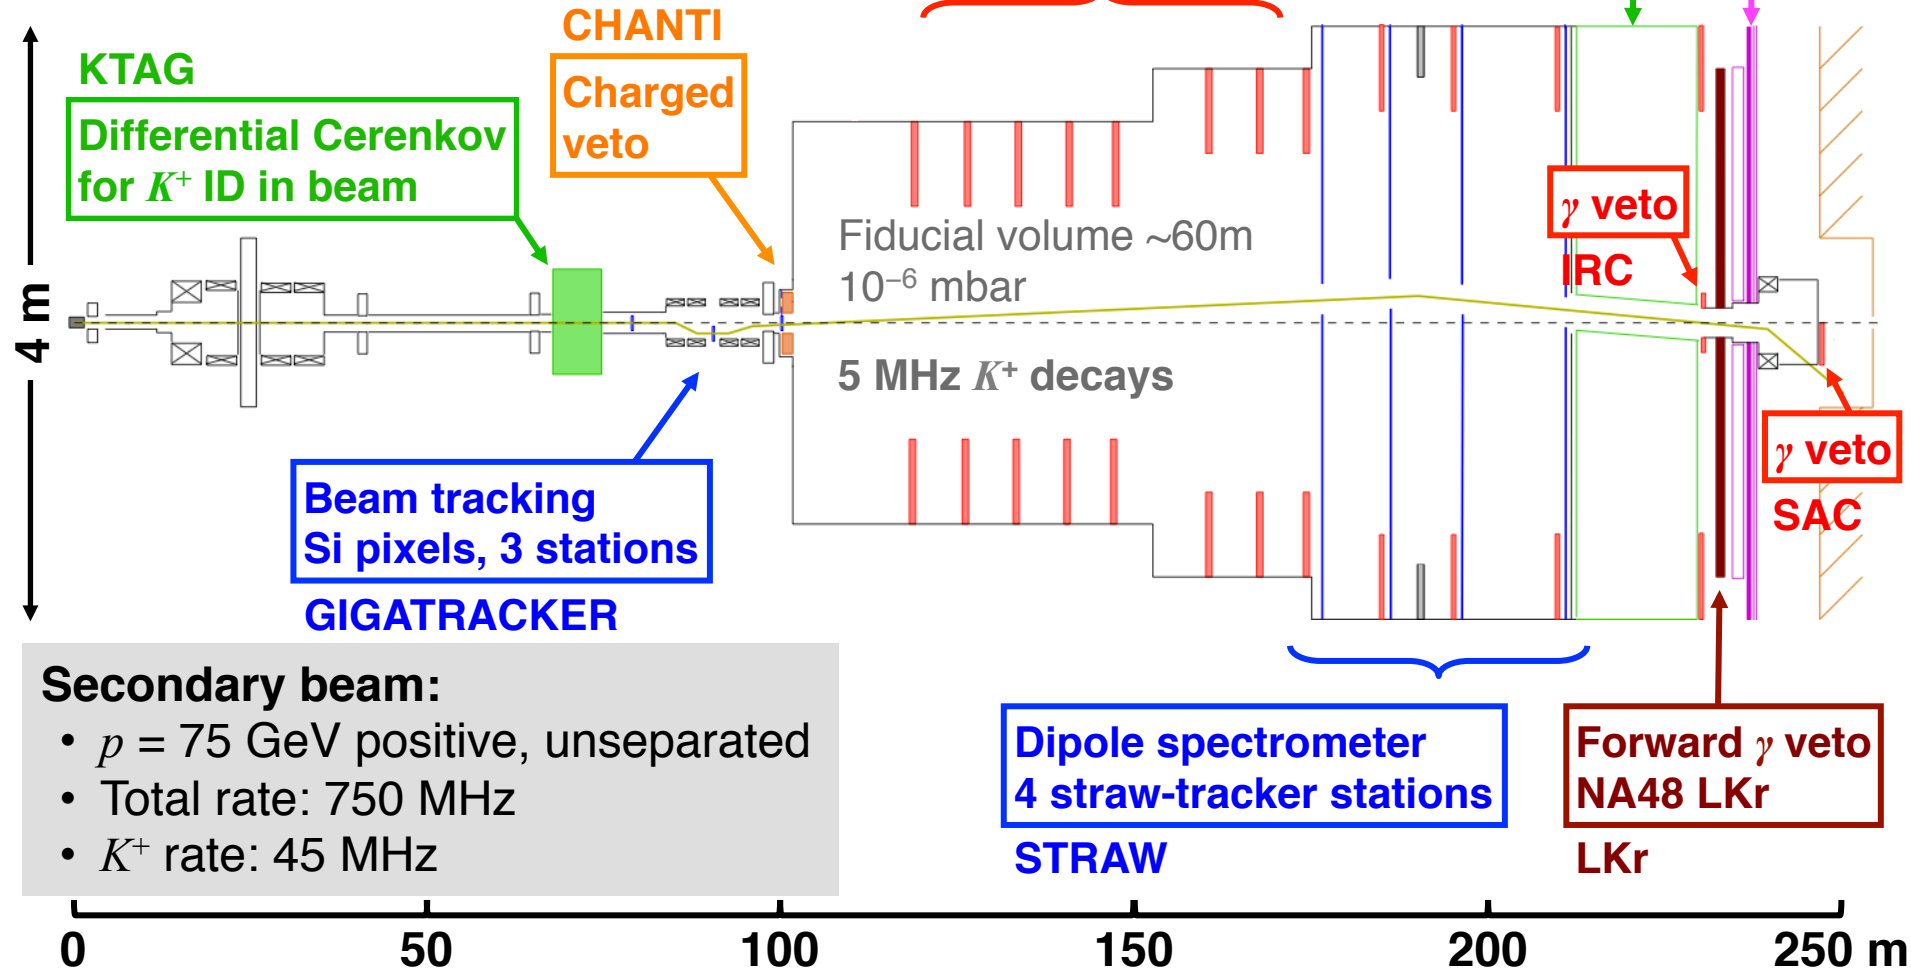 CHANTI
Charged
veto
KTAG
Differential Cerenkov
for K⁺ ID in beam
4 m
Fiducial volume ~60m
10⁻⁶ mbar
5 MHz K⁺ decays
γ veto
IRC
γ veto
SAC
Beam tracking
Si pixels, 3 stations
GIGATRACKER
Secondary beam:
• p = 75 GeV positive, unseparated
• Total rate: 750 MHz
• K⁺ rate: 45 MHz
Dipole spectrometer
4 straw-tracker stations
STRAW
Forward γ veto
NA48 LKr
LKr
0 50 100 150 200 250 m